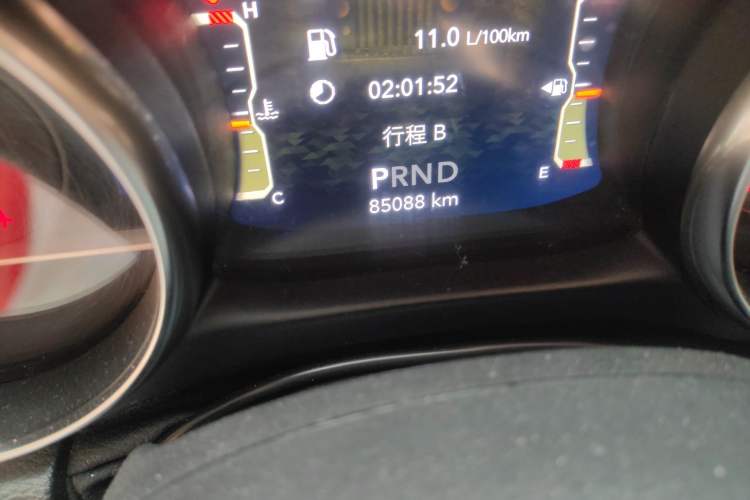 H
11.0 L/100km
02:01:52
行程 B
E
PRND
C
85088 km